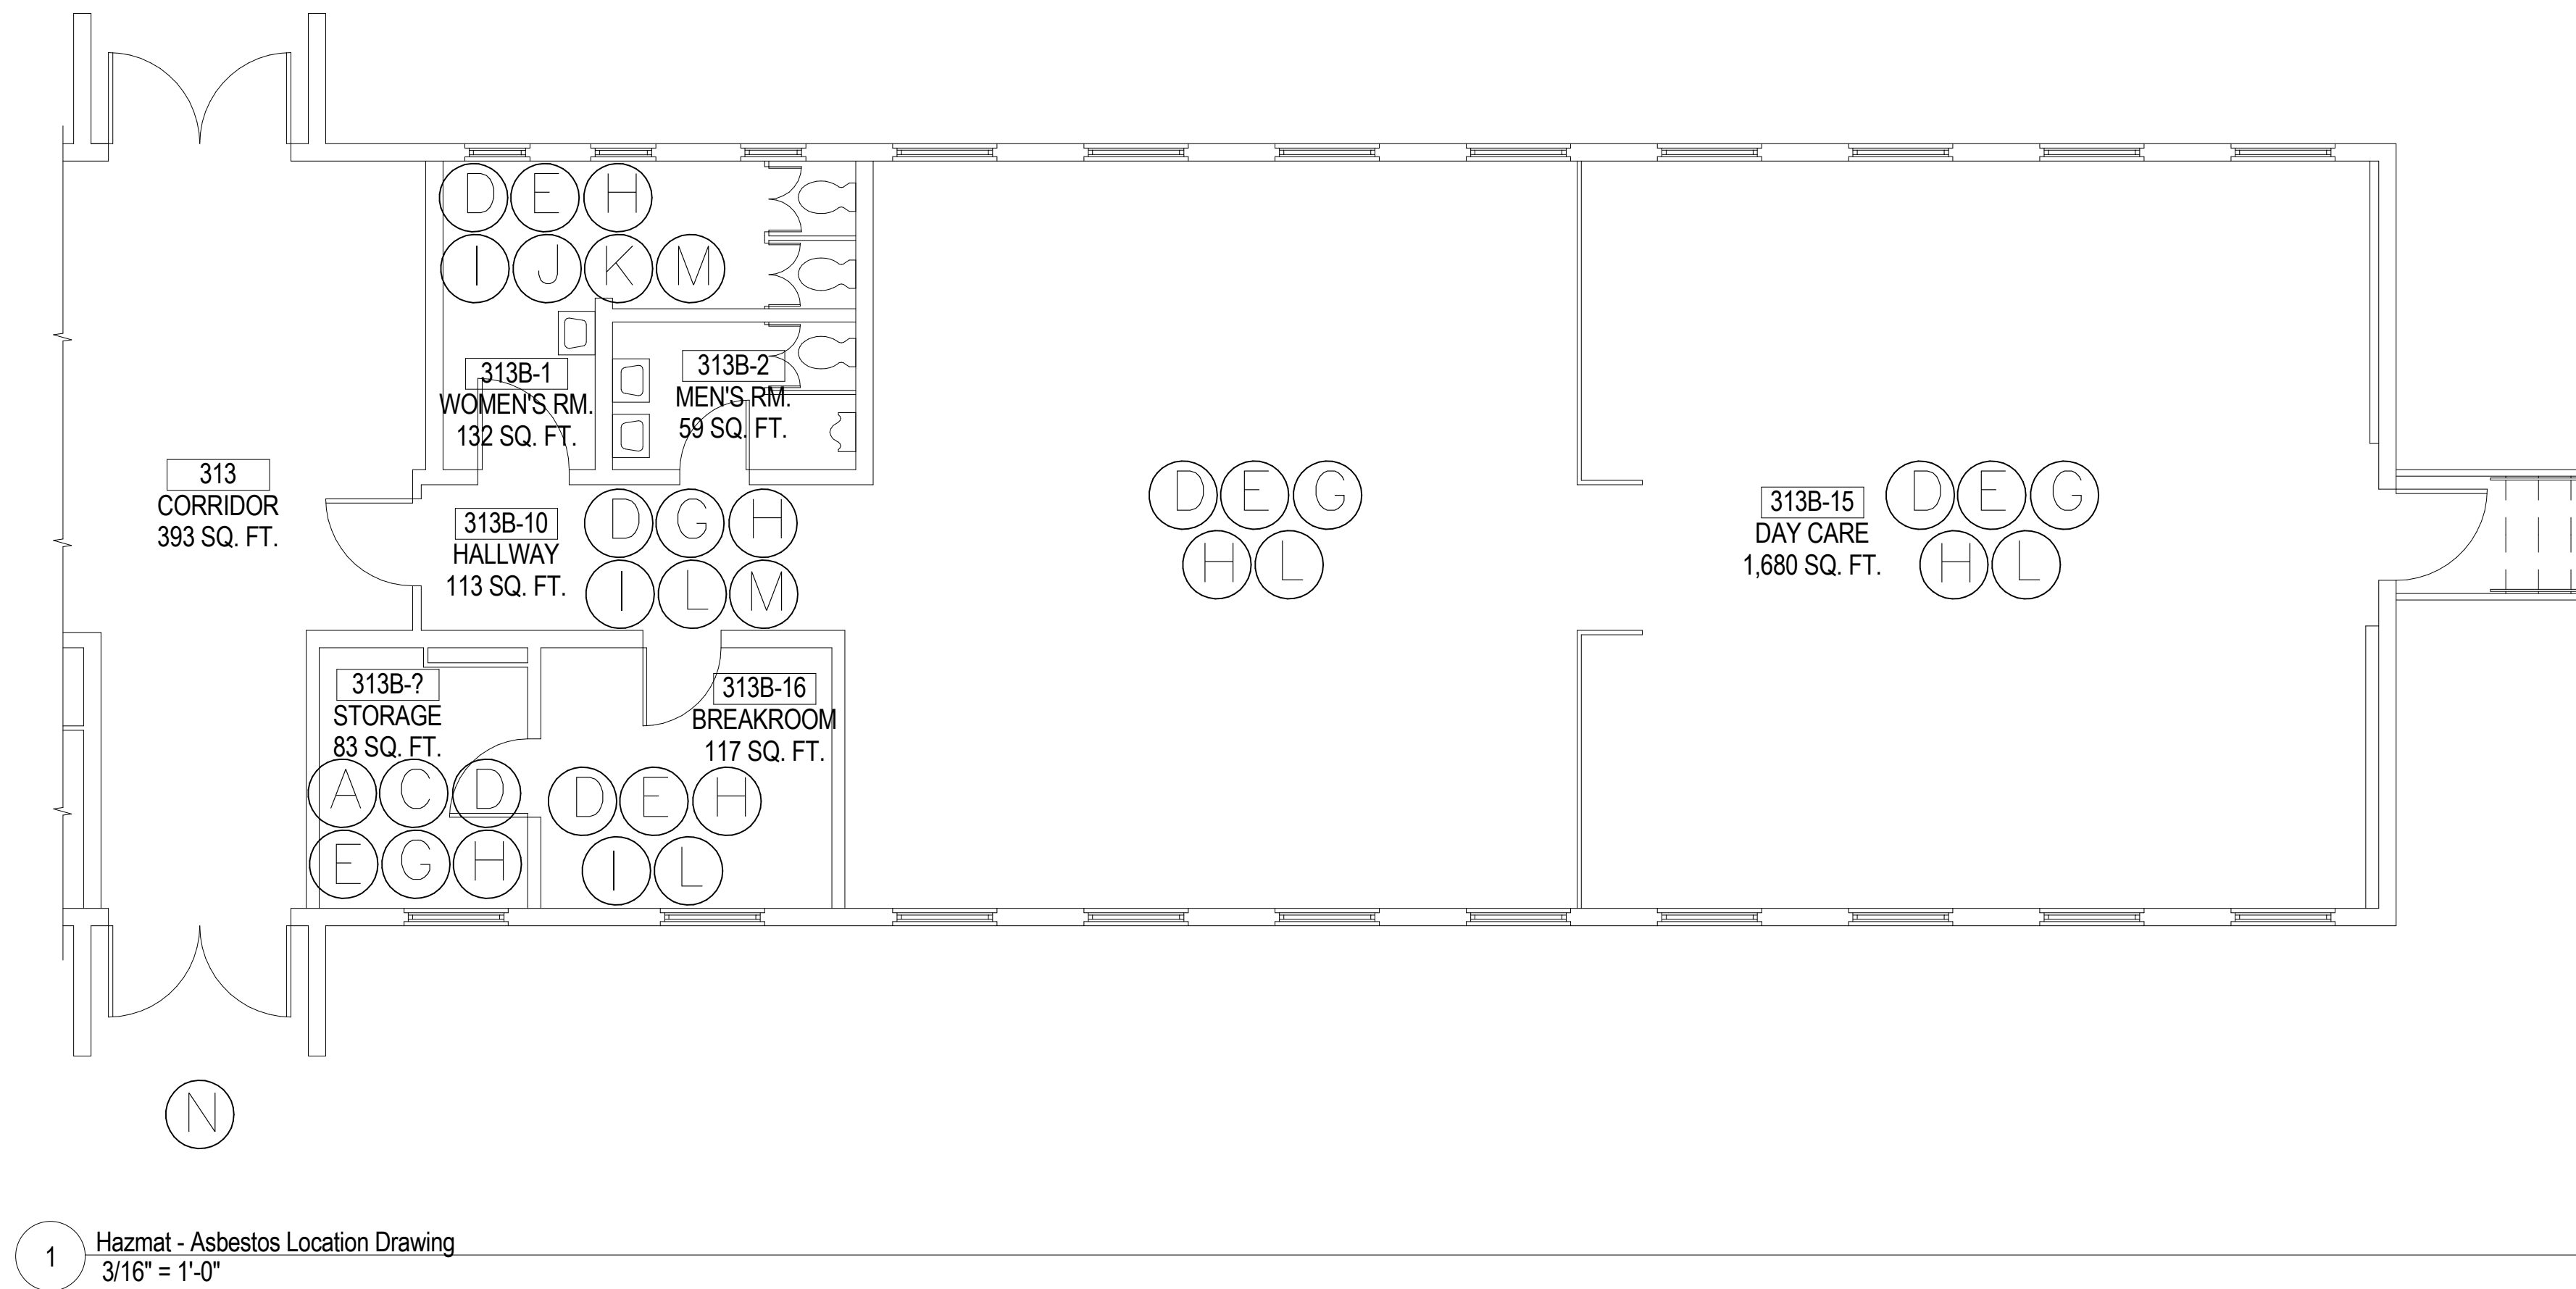 D E H
I J K M
313B-1
WOMEN'S RM.
132 SQ. FT.
313B-2
MEN'S RM.
59 SQ. FT.
313
CORRIDOR
393 SQ. FT.
313B-10
HALLWAY
113 SQ. FT.
D G H
I L M
D E G
H L
313B-15
DAY CARE
1,680 SQ. FT.
D E G
H L
313B-?
STORAGE
83 SQ. FT.
A C D
E G H
313B-16
BREAKROOM
117 SQ. FT.
D E H
I L
N
1
Hazmat - Asbestos Location Drawing
3/16" = 1'-0"